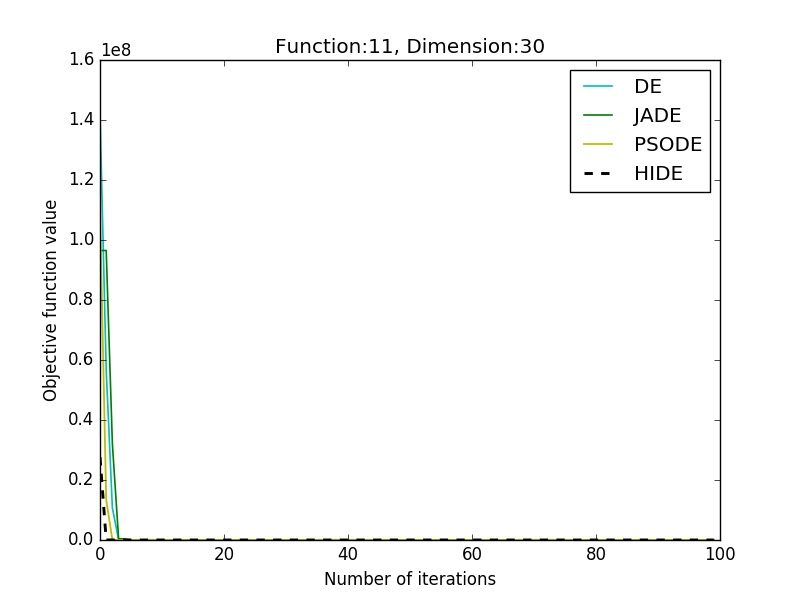 Function:11, Dimension:30
1e8
1.6
1.4
1.2
1.0
0.8
0.6
0.4
0.2
0.0
Objective function value
DE
JADE
PSODE
HIDE
0 20 40 60 80 100
Number of iterations